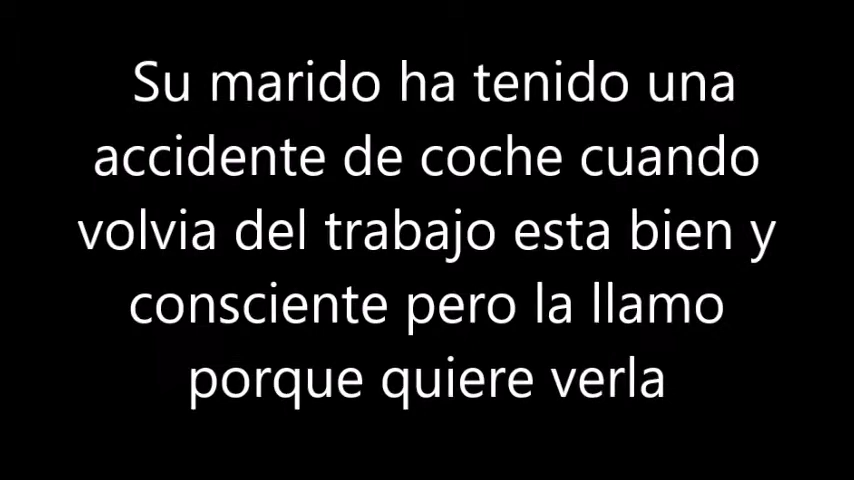 Su marido ha tenido una
accidente de coche cuando
volvia del trabajo esta bien y
consciente pero la llamo
porque quiere verla